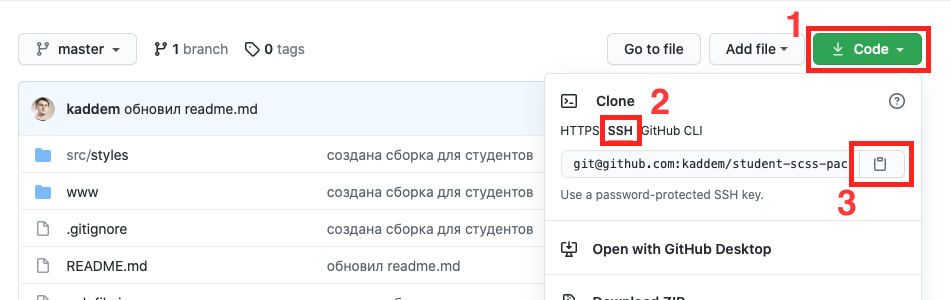 1
master 1 branch 0 tags Go to file Add file Code
kaddem обновил readme.md
Clone 2
HTTPS SSH GitHub CLI
src/styles создана сборка для студентов
git@github.com:kaddem/student-scss-pac
www создана сборка для студентов
Use a password-protected SSH key. 3
.gitignore создана сборка для студентов
Open with GitHub Desktop
README.md обновил readme.md
Download ZIP